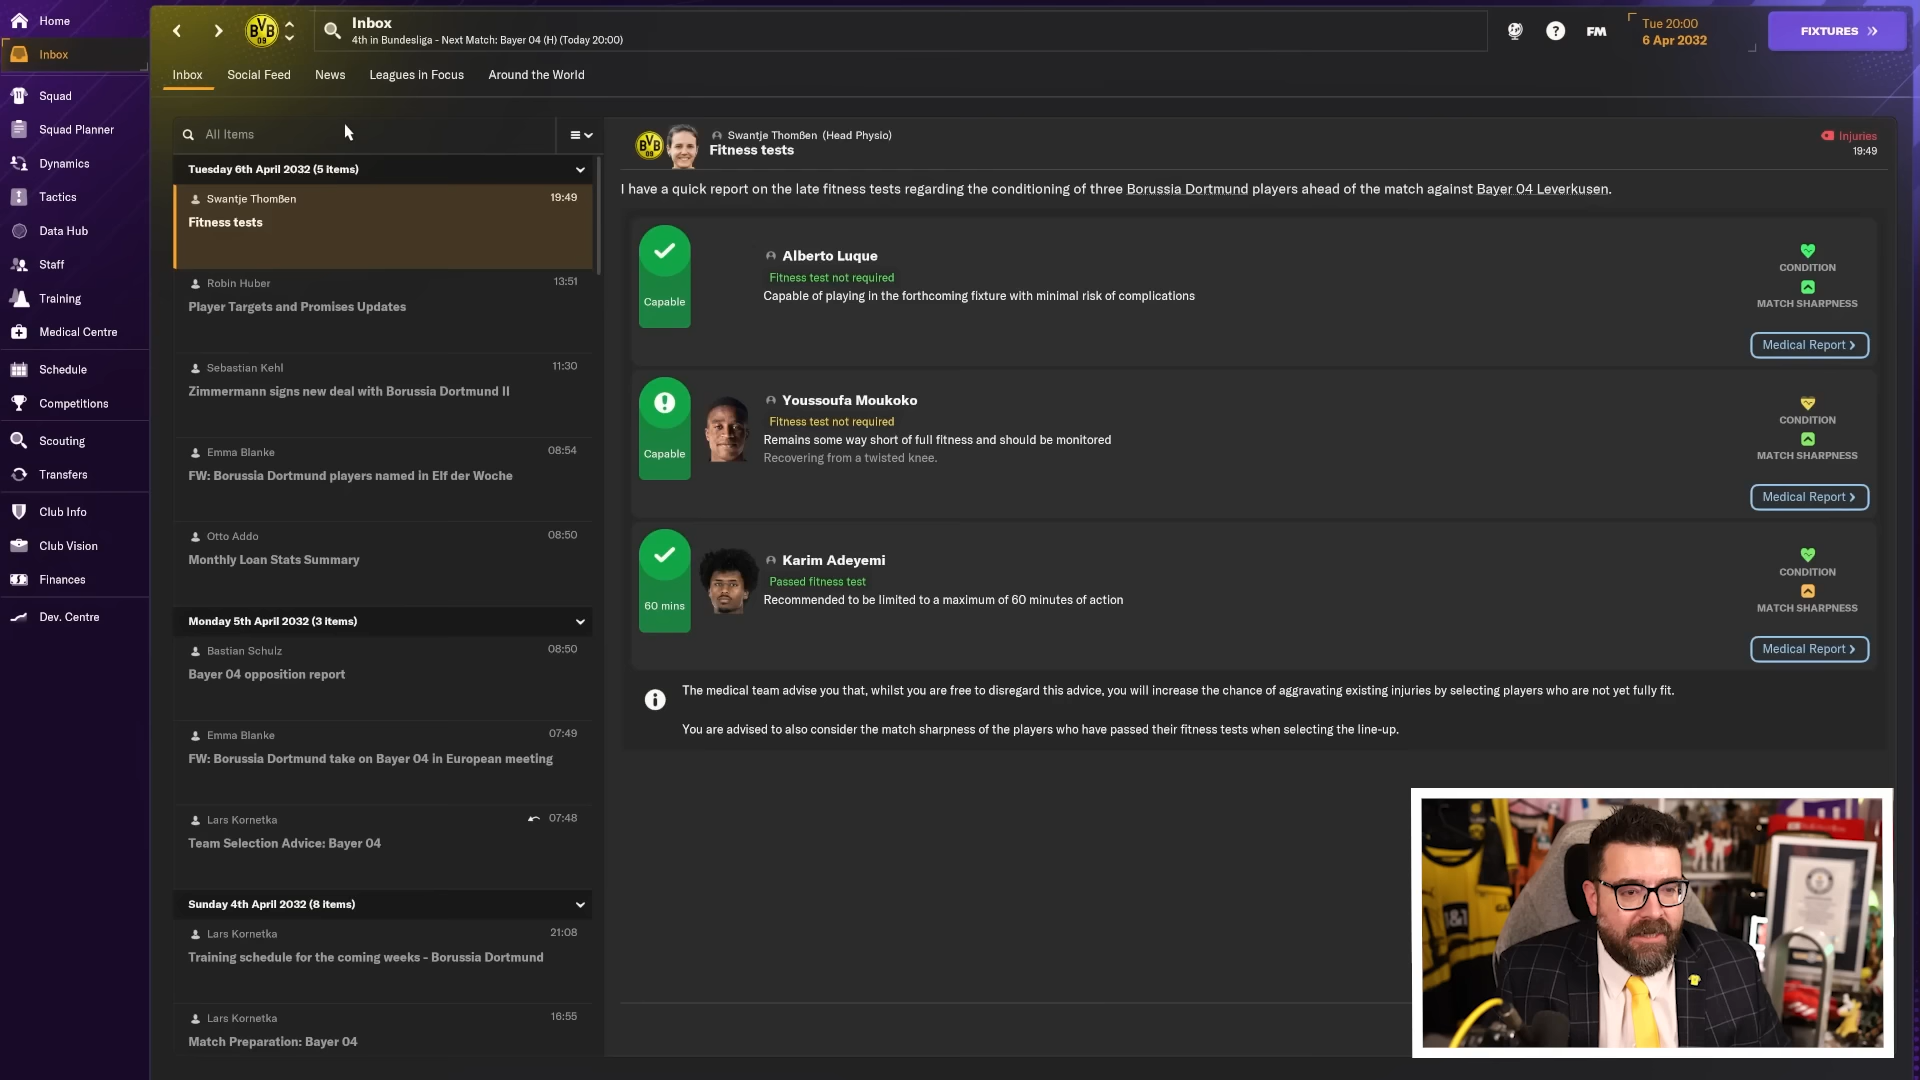 Home
Inbox
Squad
Squad Planner
Dynamics
Tactics
Data Hub
Staff
Training
Medical Centre
Schedule
Competitions
Scouting
Transfers
Club Info
Club Vision
Finances
Dev. Centre
BVB
09
Inbox
4th in Bundesliga - Next Match: Bayer 04 (H) (Today 20:00)
FM
Tue 20:00
6 Apr 2032
FIXTURES
Inbox
Social Feed
News
Leagues in Focus
Around the World
All Items
Tuesday 6th April 2032 (5 items)
Swantje Thomßen 19:49
Fitness tests
Robin Huber 13:51
Player Targets and Promises Updates
Sebastian Kehl 11:30
Zimmermann signs new deal with Borussia Dortmund II
Emma Blanke 08:54
FW: Borussia Dortmund players named in Elf der Woche
Otto Addo 08:50
Monthly Loan Stats Summary
Monday 5th April 2032 (3 items)
Bastian Schulz 08:50
Bayer 04 opposition report
Emma Blanke 07:49
FW: Borussia Dortmund take on Bayer 04 in European meeting
Lars Kornetka 07:48
Team Selection Advice: Bayer 04
Sunday 4th April 2032 (8 items)
Lars Kornetka 21:08
Training schedule for the coming weeks - Borussia Dortmund
Lars Kornetka 16:55
Match Preparation: Bayer 04
BVB
09
Swantje Thomßen (Head Physio)
Fitness tests
Injuries
19:49
I have a quick report on the late fitness tests regarding the conditioning of three Borussia Dortmund players ahead of the match against Bayer 04 Leverkusen.
Capable
Alberto Luque
Fitness test not required
Capable of playing in the forthcoming fixture with minimal risk of complications
CONDITION
MATCH SHARPNESS
Medical Report
Capable
Youssoufa Moukoko
Fitness test not required
Remains some way short of full fitness and should be monitored
Recovering from a twisted knee.
CONDITION
MATCH SHARPNESS
Medical Report
60 mins
Karim Adeyemi
Passed fitness test
Recommended to be limited to a maximum of 60 minutes of action
CONDITION
MATCH SHARPNESS
Medical Report
The medical team advise you that, whilst you are free to disregard this advice, you will increase the chance of aggravating existing injuries by selecting players who are not yet fully fit.
You are advised to also consider the match sharpness of the players who have passed their fitness tests when selecting the line-up.
1&1